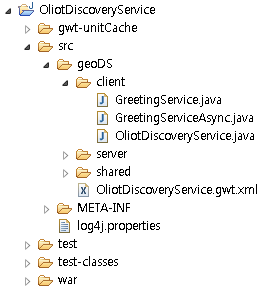 OliotDiscoveryService
gwt-unitCache
src
geoDS
client
GreetingService.java
GreetingServiceAsync.java
OliotDiscoveryService.java
server
shared
OliotDiscoveryService.gwt.xml
META-INF
log4j.properties
test
test-classes
war